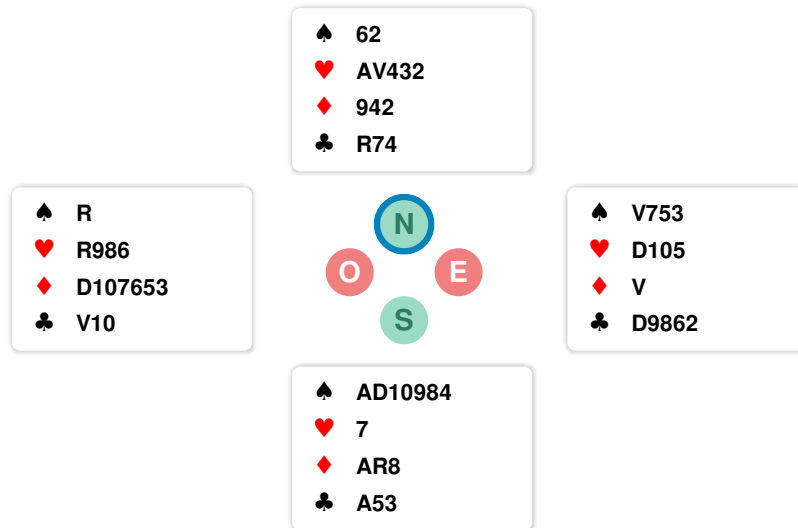 ♠ 62
♥ AV432
♦ 942
♣ R74
♠ R
♥ R986
♦ D107653
♣ V10
N
O E
S
♠ V753
♥ D105
♦ V
♣ D9862
♠ AD10984
♥ 7
♦ AR8
♣ A53